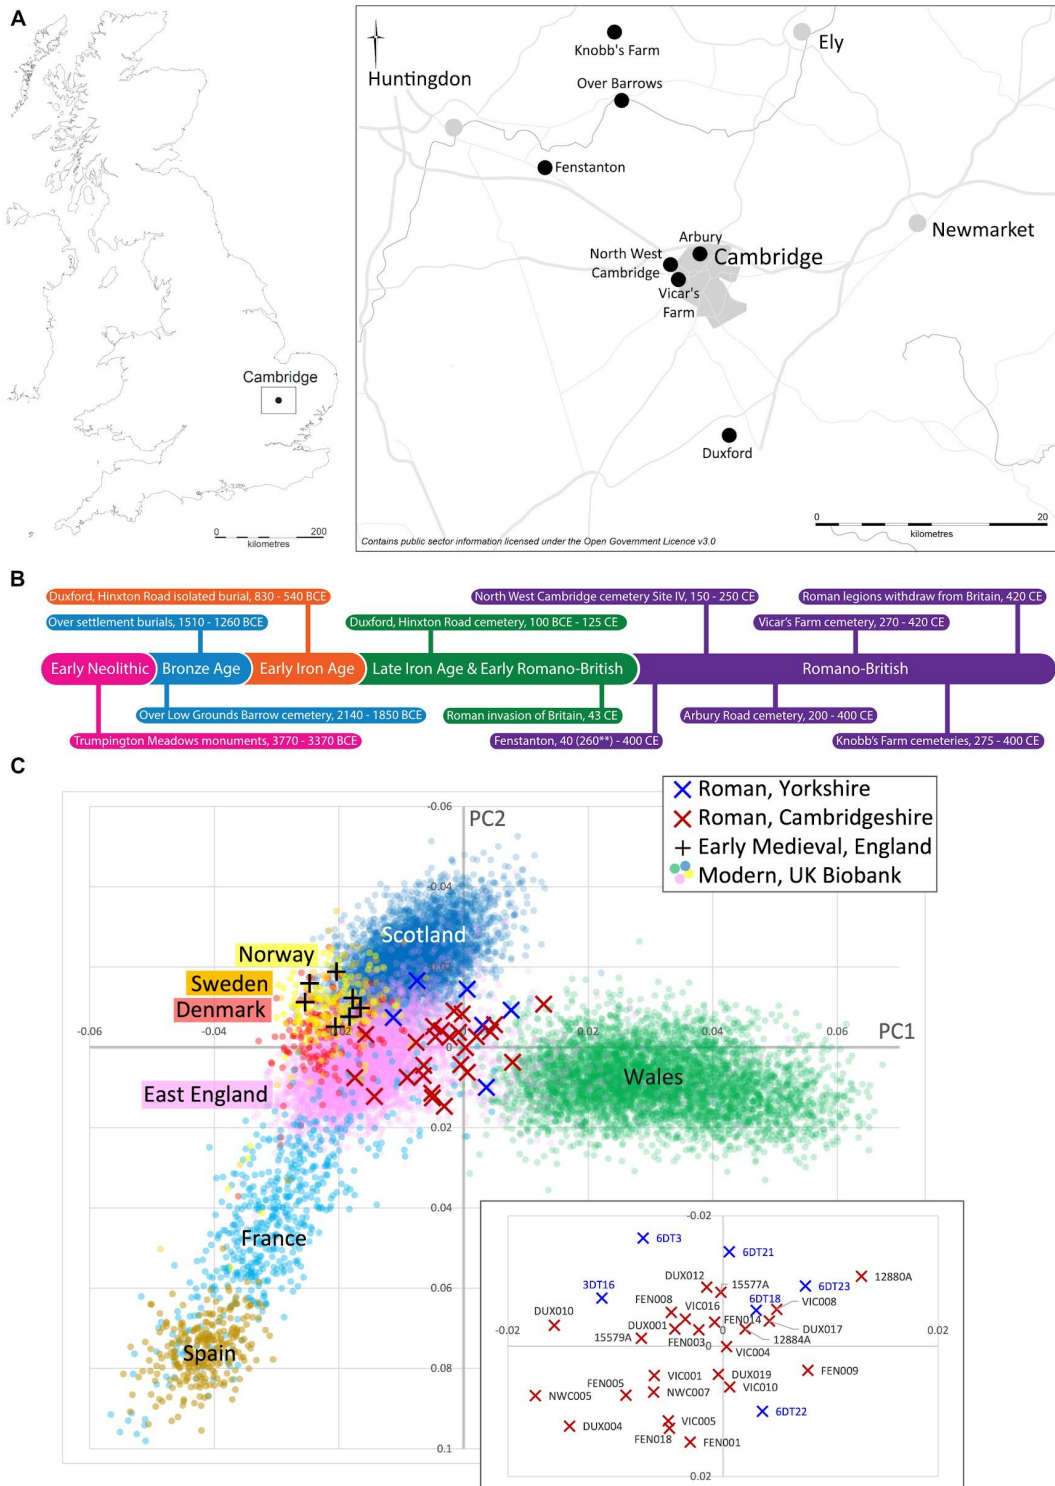 A
Cambridge
0 200
kilometres
Knobb's Farm
Ely
Huntingdon
Over Barrows
Fenstanton
Newmarket
Arbury
North West
Cambridge
Cambridge
Vicar's
Farm
Duxford
0 20
kilometres
Contains public sector information licensed under the Open Government Licence v3.0
B
Duxford, Hinxton Road isolated burial, 830 - 540 BCE
North West Cambridge cemetery Site IV, 150 - 250 CE
Roman legions withdraw from Britain, 420 CE
Over settlement burials, 1510 - 1260 BCE
Duxford, Hinxton Road cemetery, 100 BCE - 125 CE
Vicar's Farm cemetery, 270 - 420 CE
Early Neolithic
Bronze Age
Early Iron Age
Late Iron Age & Early Romano-British
Romano-British
Over Low Grounds Barrow cemetery, 2140 - 1850 BCE
Roman invasion of Britain, 43 CE
Arbury Road cemetery, 200 - 400 CE
Trumpington Meadows monuments, 3770 - 3370 BCE
Fenstanton, 40 (260**) - 400 CE
Knobb's Farm cemeteries, 275 - 400 CE
C
Roman, Yorkshire
Roman, Cambridgeshire
Early Medieval, England
Modern, UK Biobank
-0.06
PC2
-0.04
Scotland
Norway
-0.02
Sweden
Denmark
-0.06 -0.04 -0.02 0 0.02 0.04 0.06
PC1
East England
Wales
0.02
0.04
France
0.06
Spain
0.08
0.1
-0.02
6DT3
6DT21
DUX012
15577A
12880A
3DT16
6DT23
FEN008
VIC016
6DT18
VIC008
DUX010
DUX001
FEN014
DUX017
-0.02
15579A
FEN003
12884A
0.02
0
VIC004
FEN005
VIC001
DUX019
FEN009
NWC005
NWC007
VIC010
DUX004
VIC005
6DT22
FEN018
FEN001
0.02